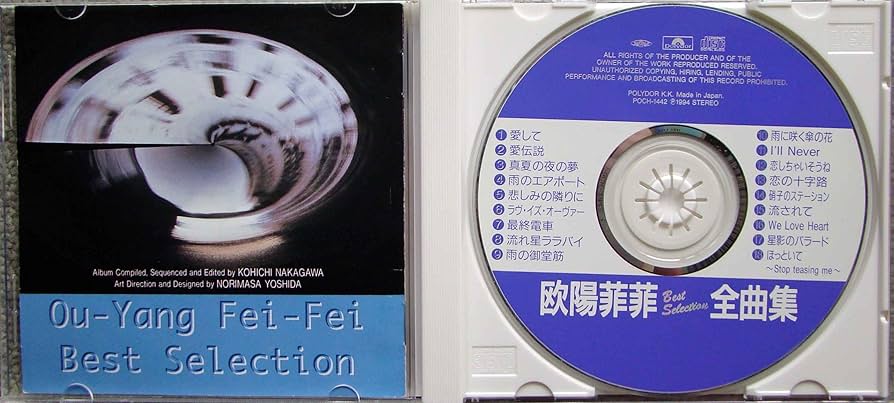 Album Compiled, Sequenced and Edited by KOHICHI NAKAGAWA
Art Direction and Designed by NORIMASA YOSHIDA
Ou-Yang Fei-Fei
Best Selection
Polydor
ALL RIGHTS OF THE PRODUCER AND OF THE
OWNER OF THE WORK REPRODUCED RESERVED.
UNAUTHORIZED COPYING, HIRING, LENDING, PUBLIC
PERFORMANCE AND BROADCASTING OF THIS RECORD PROHIBITED.
POLYDOR K.K. Made in Japan.
POCH-1442 ℗1994 STEREO
1 愛して
2 愛伝説
3 真夏の夜の夢
4 雨のエアポート
5 悲しみの隣りに
6 ラヴ・イズ・オーヴァー
7 最終電車
8 流れ星ララバイ
9 雨の御堂筋
10 雨に咲く傘の花
11 I'll Never
12 恋しちゃいそうね
13 恋の十字路
14 硝子のステーション
15 流されて
16 We Love Heart
17 星影のバラード
18 ほっといて
〜Stop teasing me〜
欧陽菲菲 Best Selection 全曲集